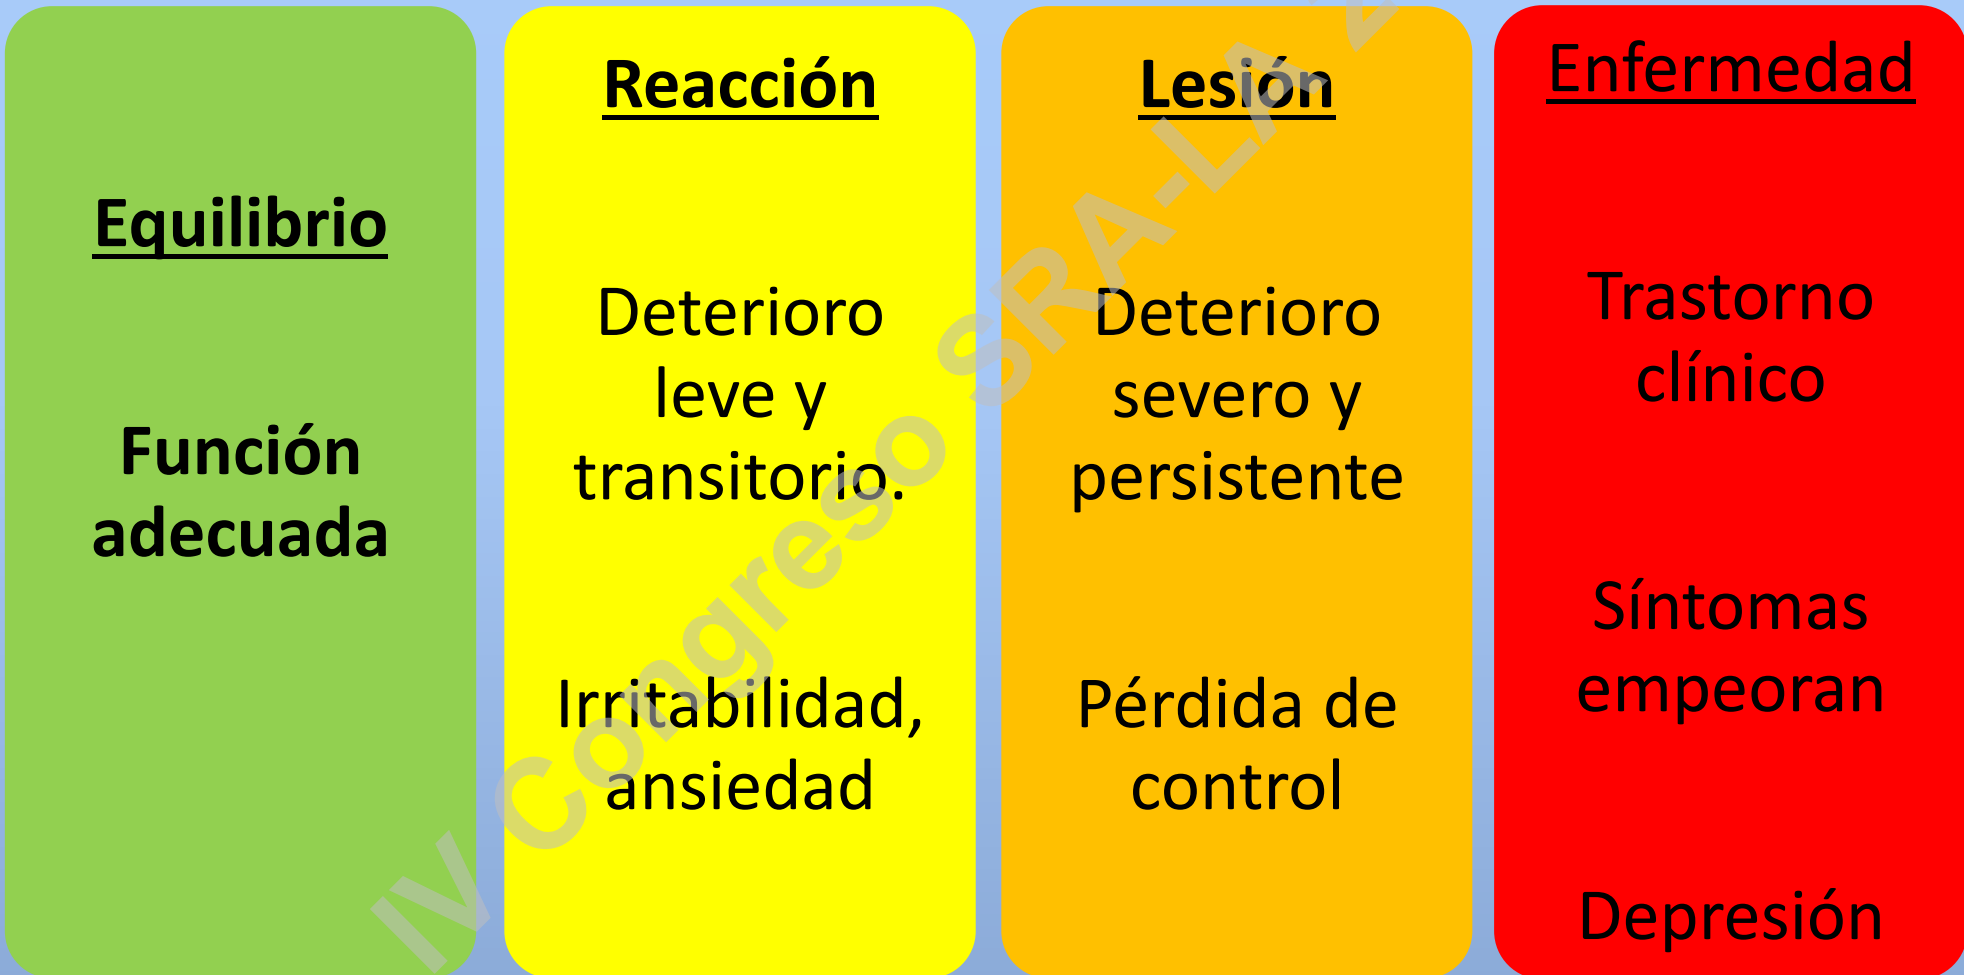 Equilibrio
Función
adecuada
Reacción
Deterioro
leve y
transitorio.
Irritabilidad,
ansiedad
Lesión
Deterioro
severo y
persistente
Pérdida de
control
Enfermedad
Trastorno
clínico
Síntomas
empeoran
Depresión
IV Congreso SRA-LA